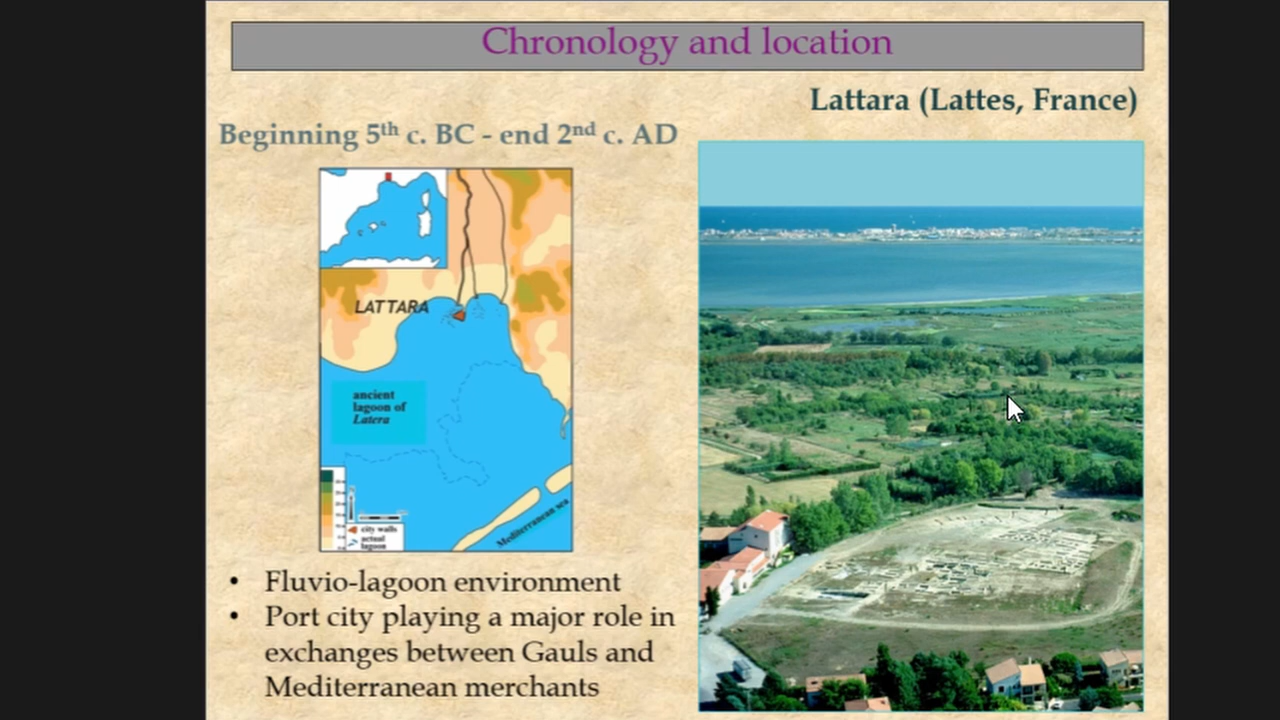 Chronology and location
Lattara (Lattes, France)
Beginning 5th c. BC - end 2nd c. AD
LATTARA
ancient
lagoon of
Latera
city walls
actual
lagoon
Mediterranean sea
• Fluvio-lagoon environment
• Port city playing a major role in
exchanges between Gauls and
Mediterranean merchants